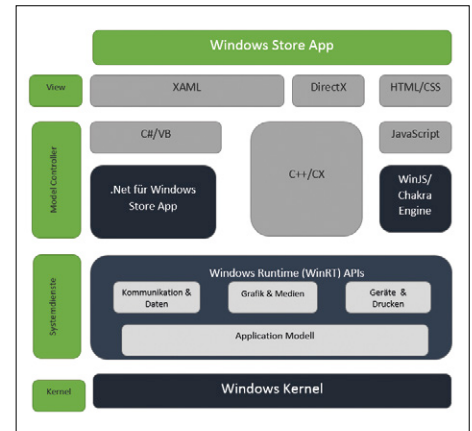 Windows Store App
View
XAML
DirectX
HTML/CSS
Model Controller
C#/VB
C++/CX
JavaScript
.Net für Windows
Store App
WinJS/
Chakra
Engine
Systemdienste
Windows Runtime (WinRT) APIs
Kommunikation &
Daten
Grafik & Medien
Geräte &
Drucken
Application Modell
Kernel
Windows Kernel